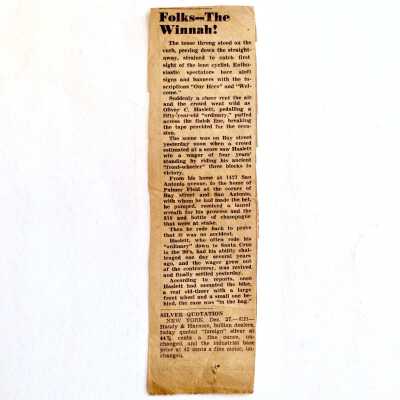 Folks—The
Winnah!
The tense throng stood on the
curb, peering down the straight-
away, strained to catch first
sight of the lone cyclist. Enthu-
siastic spectators bore aloft
signs and banners with the in-
scriptions "Our Hero" and "Wel-
come."
Suddenly a cheer rent the air
and the crowd went wild as
Oliver C. Haslett, pedalling a
fifty-year-old "ordinary," puffed
across the finish line, breaking
the tape provided for the occa-
sion.
The scene was on Bay street
yesterday noon when a crowd
estimated at a score saw Haslett
win a wager of four years'
standing by riding his ancient
"front-wheeler" three blocks to
victory.
From his home at 1427 San
Antonio avenue, to the home of
Palmer Field at the corner of
Bay street and San Antonio,
with whom he had made the bet,
he pumped, received a laurel
wreath for his prowess and the
$10 and bottle of champagne
that were at stake.
Then he rode back to prove
that it was no accident.
Haslett, who often rode his
"ordinary" down to Santa Cruz
in the 90's, had his ability chal-
lenged one day several years
ago, and the wager grew out
of the controversy, was revived
and finally settled yesterday.
According to reports, once
Haslett had mounted the bike,
a real old-timer with a large
front wheel and a small one be-
hind, the race was "in the bag."
SILVER QUOTATION
NEW YORK, Dec. 27.—(UP)—
Handy & Harman, bullion dealers,
today quoted "foreign" silver at
44¾ cents a fine ounce, un-
changed, and the industrial base
price at 45 cents a fine ounce, un-
changed.